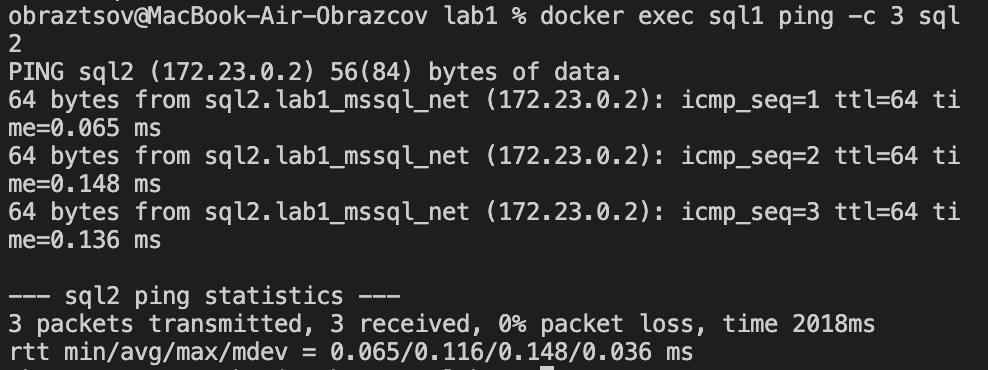 obraztsov@MacBook-Air-Obrazcov lab1 % docker exec sql1 ping -c 3 sql
2
PING sql2 (172.23.0.2) 56(84) bytes of data.
64 bytes from sql2.lab1_mssql_net (172.23.0.2): icmp_seq=1 ttl=64 ti
me=0.065 ms
64 bytes from sql2.lab1_mssql_net (172.23.0.2): icmp_seq=2 ttl=64 ti
me=0.148 ms
64 bytes from sql2.lab1_mssql_net (172.23.0.2): icmp_seq=3 ttl=64 ti
me=0.136 ms

--- sql2 ping statistics ---
3 packets transmitted, 3 received, 0% packet loss, time 2018ms
rtt min/avg/max/mdev = 0.065/0.116/0.148/0.036 ms